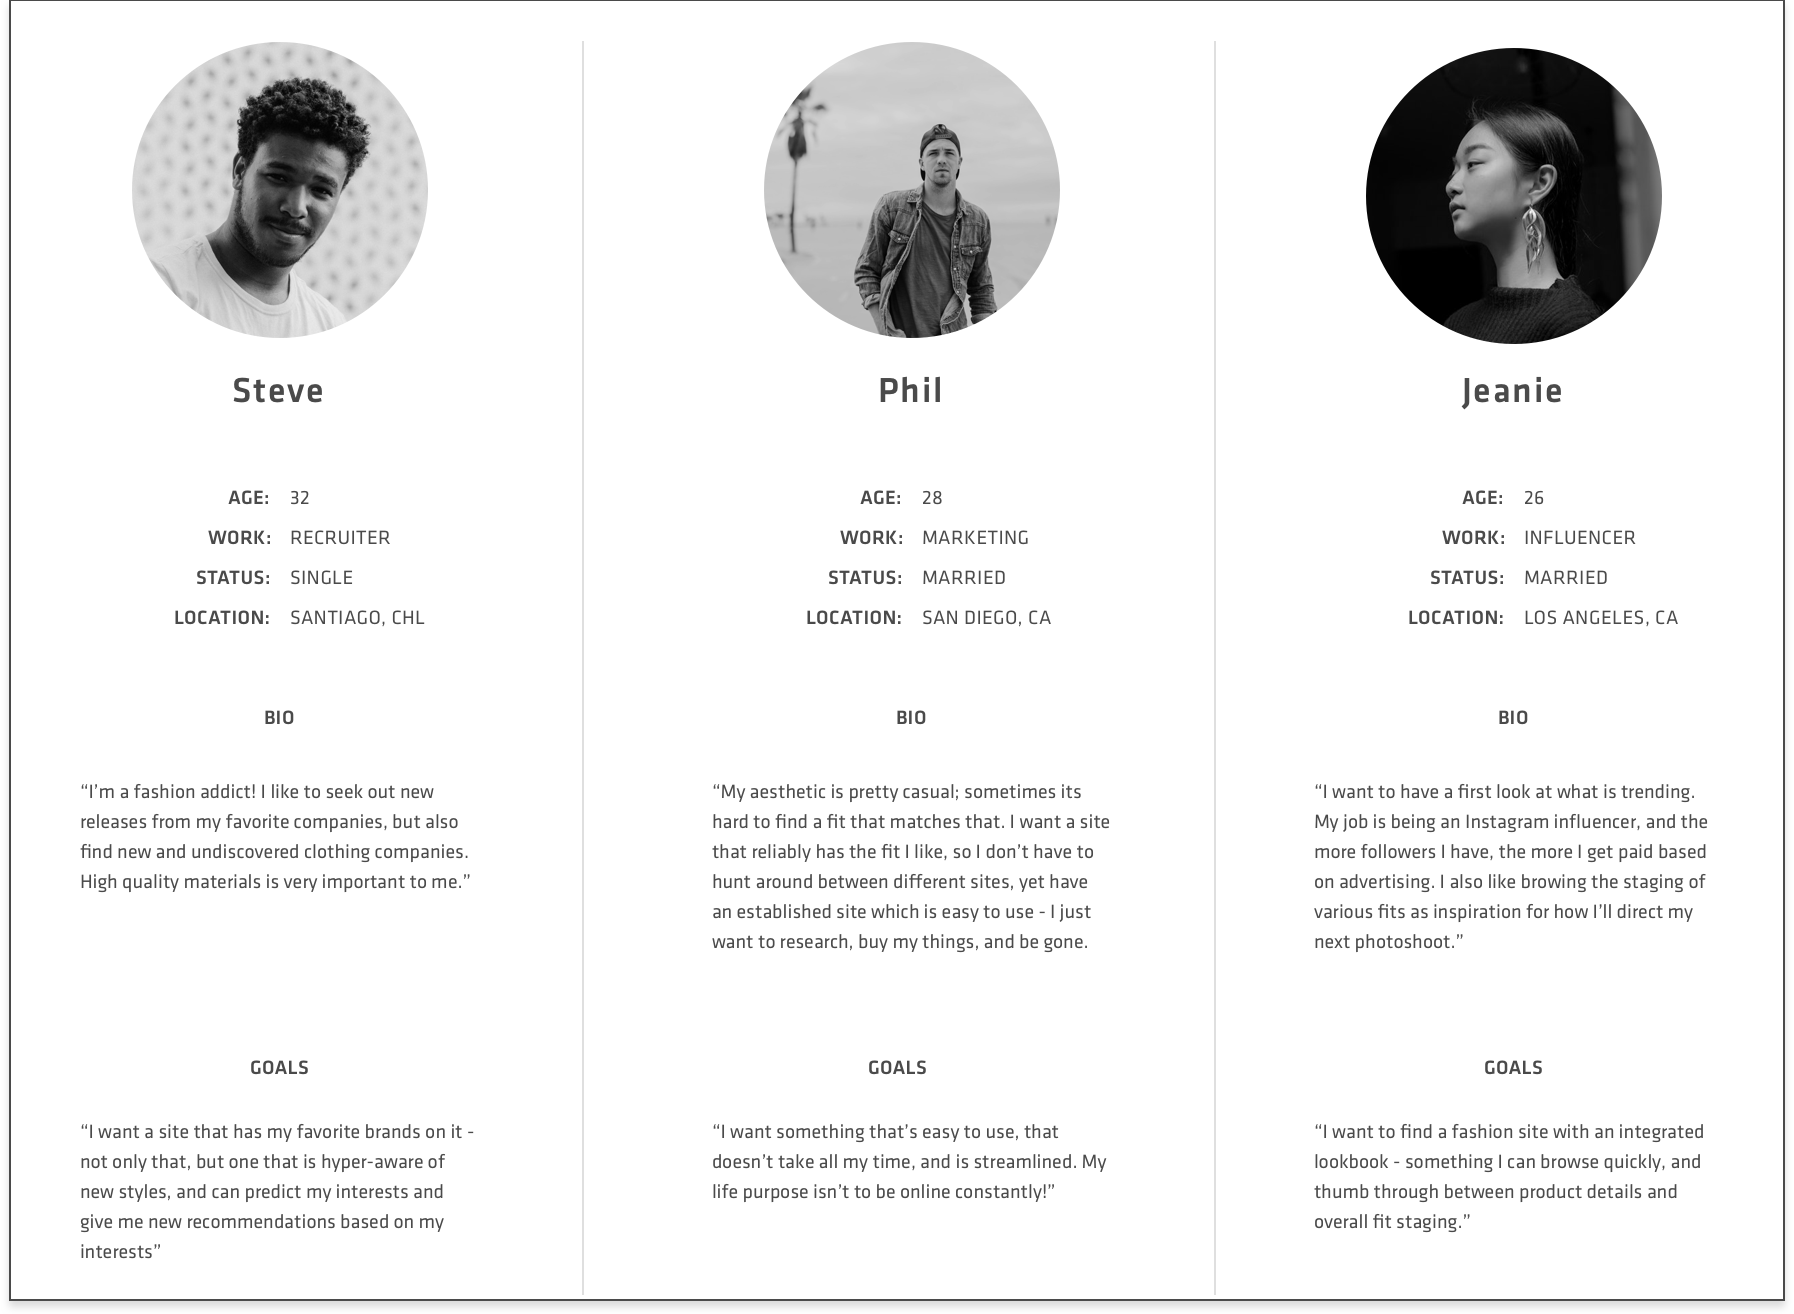 Steve
AGE: 32
WORK: RECRUITER
STATUS: SINGLE
LOCATION: SANTIAGO, CHL
BIO
“I’m a fashion addict! I like to seek out new
releases from my favorite companies, but also
find new and undiscovered clothing companies.
High quality materials is very important to me.”
GOALS
“I want a site that has my favorite brands on it -
not only that, but one that is hyper-aware of
new styles, and can predict my interests and
give me new recommendations based on my
interests”
Phil
AGE: 28
WORK: MARKETING
STATUS: MARRIED
LOCATION: SAN DIEGO, CA
BIO
“My aesthetic is pretty casual; sometimes its
hard to find a fit that matches that. I want a site
that reliably has the fit I like, so I don’t have to
hunt around between different sites, yet have
an established site which is easy to use - I just
want to research, buy my things, and be gone.
GOALS
“I want something that’s easy to use, that
doesn’t take all my time, and is streamlined. My
life purpose isn’t to be online constantly!”
Jeanie
AGE: 26
WORK: INFLUENCER
STATUS: MARRIED
LOCATION: LOS ANGELES, CA
BIO
“I want to have a first look at what is trending.
My job is being an Instagram influencer, and the
more followers I have, the more I get paid based
on advertising. I also like browing the staging of
various fits as inspiration for how I’ll direct my
next photoshoot.”
GOALS
“I want to find a fashion site with an integrated
lookbook - something I can browse quickly, and
thumb through between product details and
overall fit staging.”